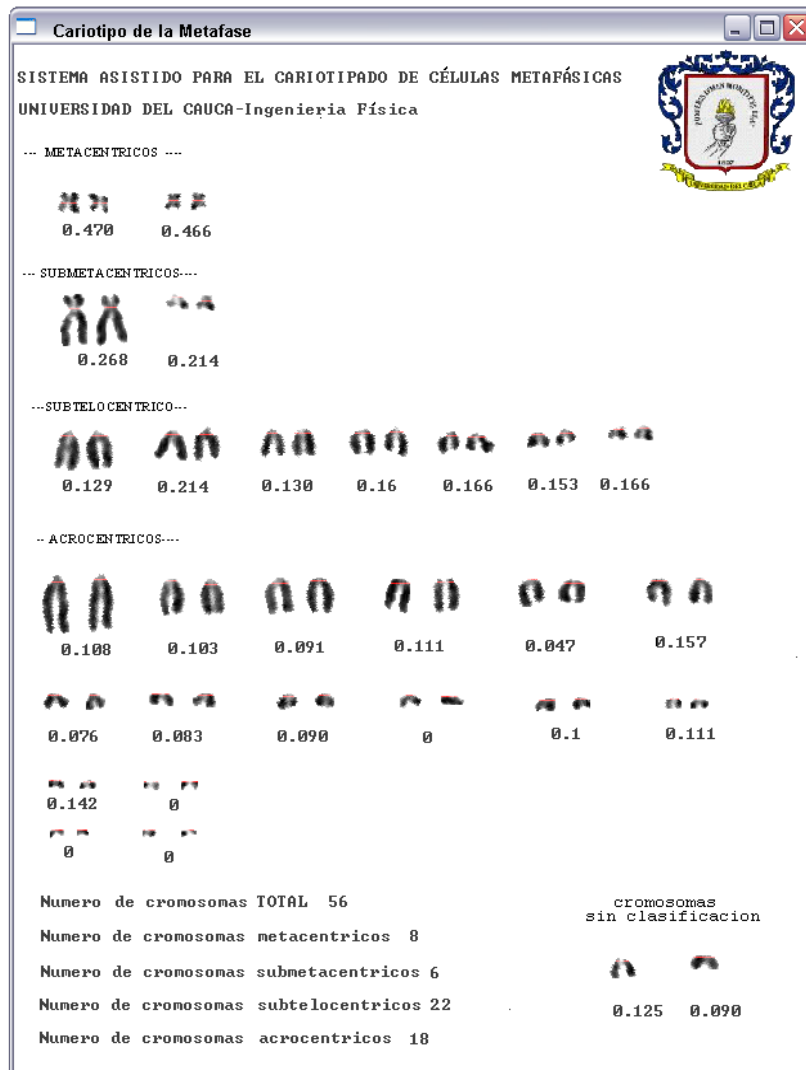 Cariotipo de la Metafase
SISTEMA ASISTIDO PARA EL CARIOTIPADO DE CÉLULAS METAFÁSICAS
UNIVERSIDAD DEL CAUCA-Ingenieria Física
--- METACENTRICOS ----
0.470 0.466
--- SUBMETACENTRICOS----
0.268 0.214
---SUBTELOCENTRICO---
0.129 0.214 0.130 0.16 0.166 0.153 0.166
-- ACROCENTRICOS----
0.108 0.103 0.091 0.111 0.047 0.157
0.076 0.083 0.090 0 0.1 0.111
0.142 0
0 0
Numero de cromosomas TOTAL 56
Numero de cromosomas metacentricos 8
Numero de cromosomas submetacentricos 6
Numero de cromosomas subtelocentricos 22
Numero de cromosomas acrocentricos 18
cromosomas
sin clasificacion
0.125 0.090
UNIVERSIDAD DEL CAUCA